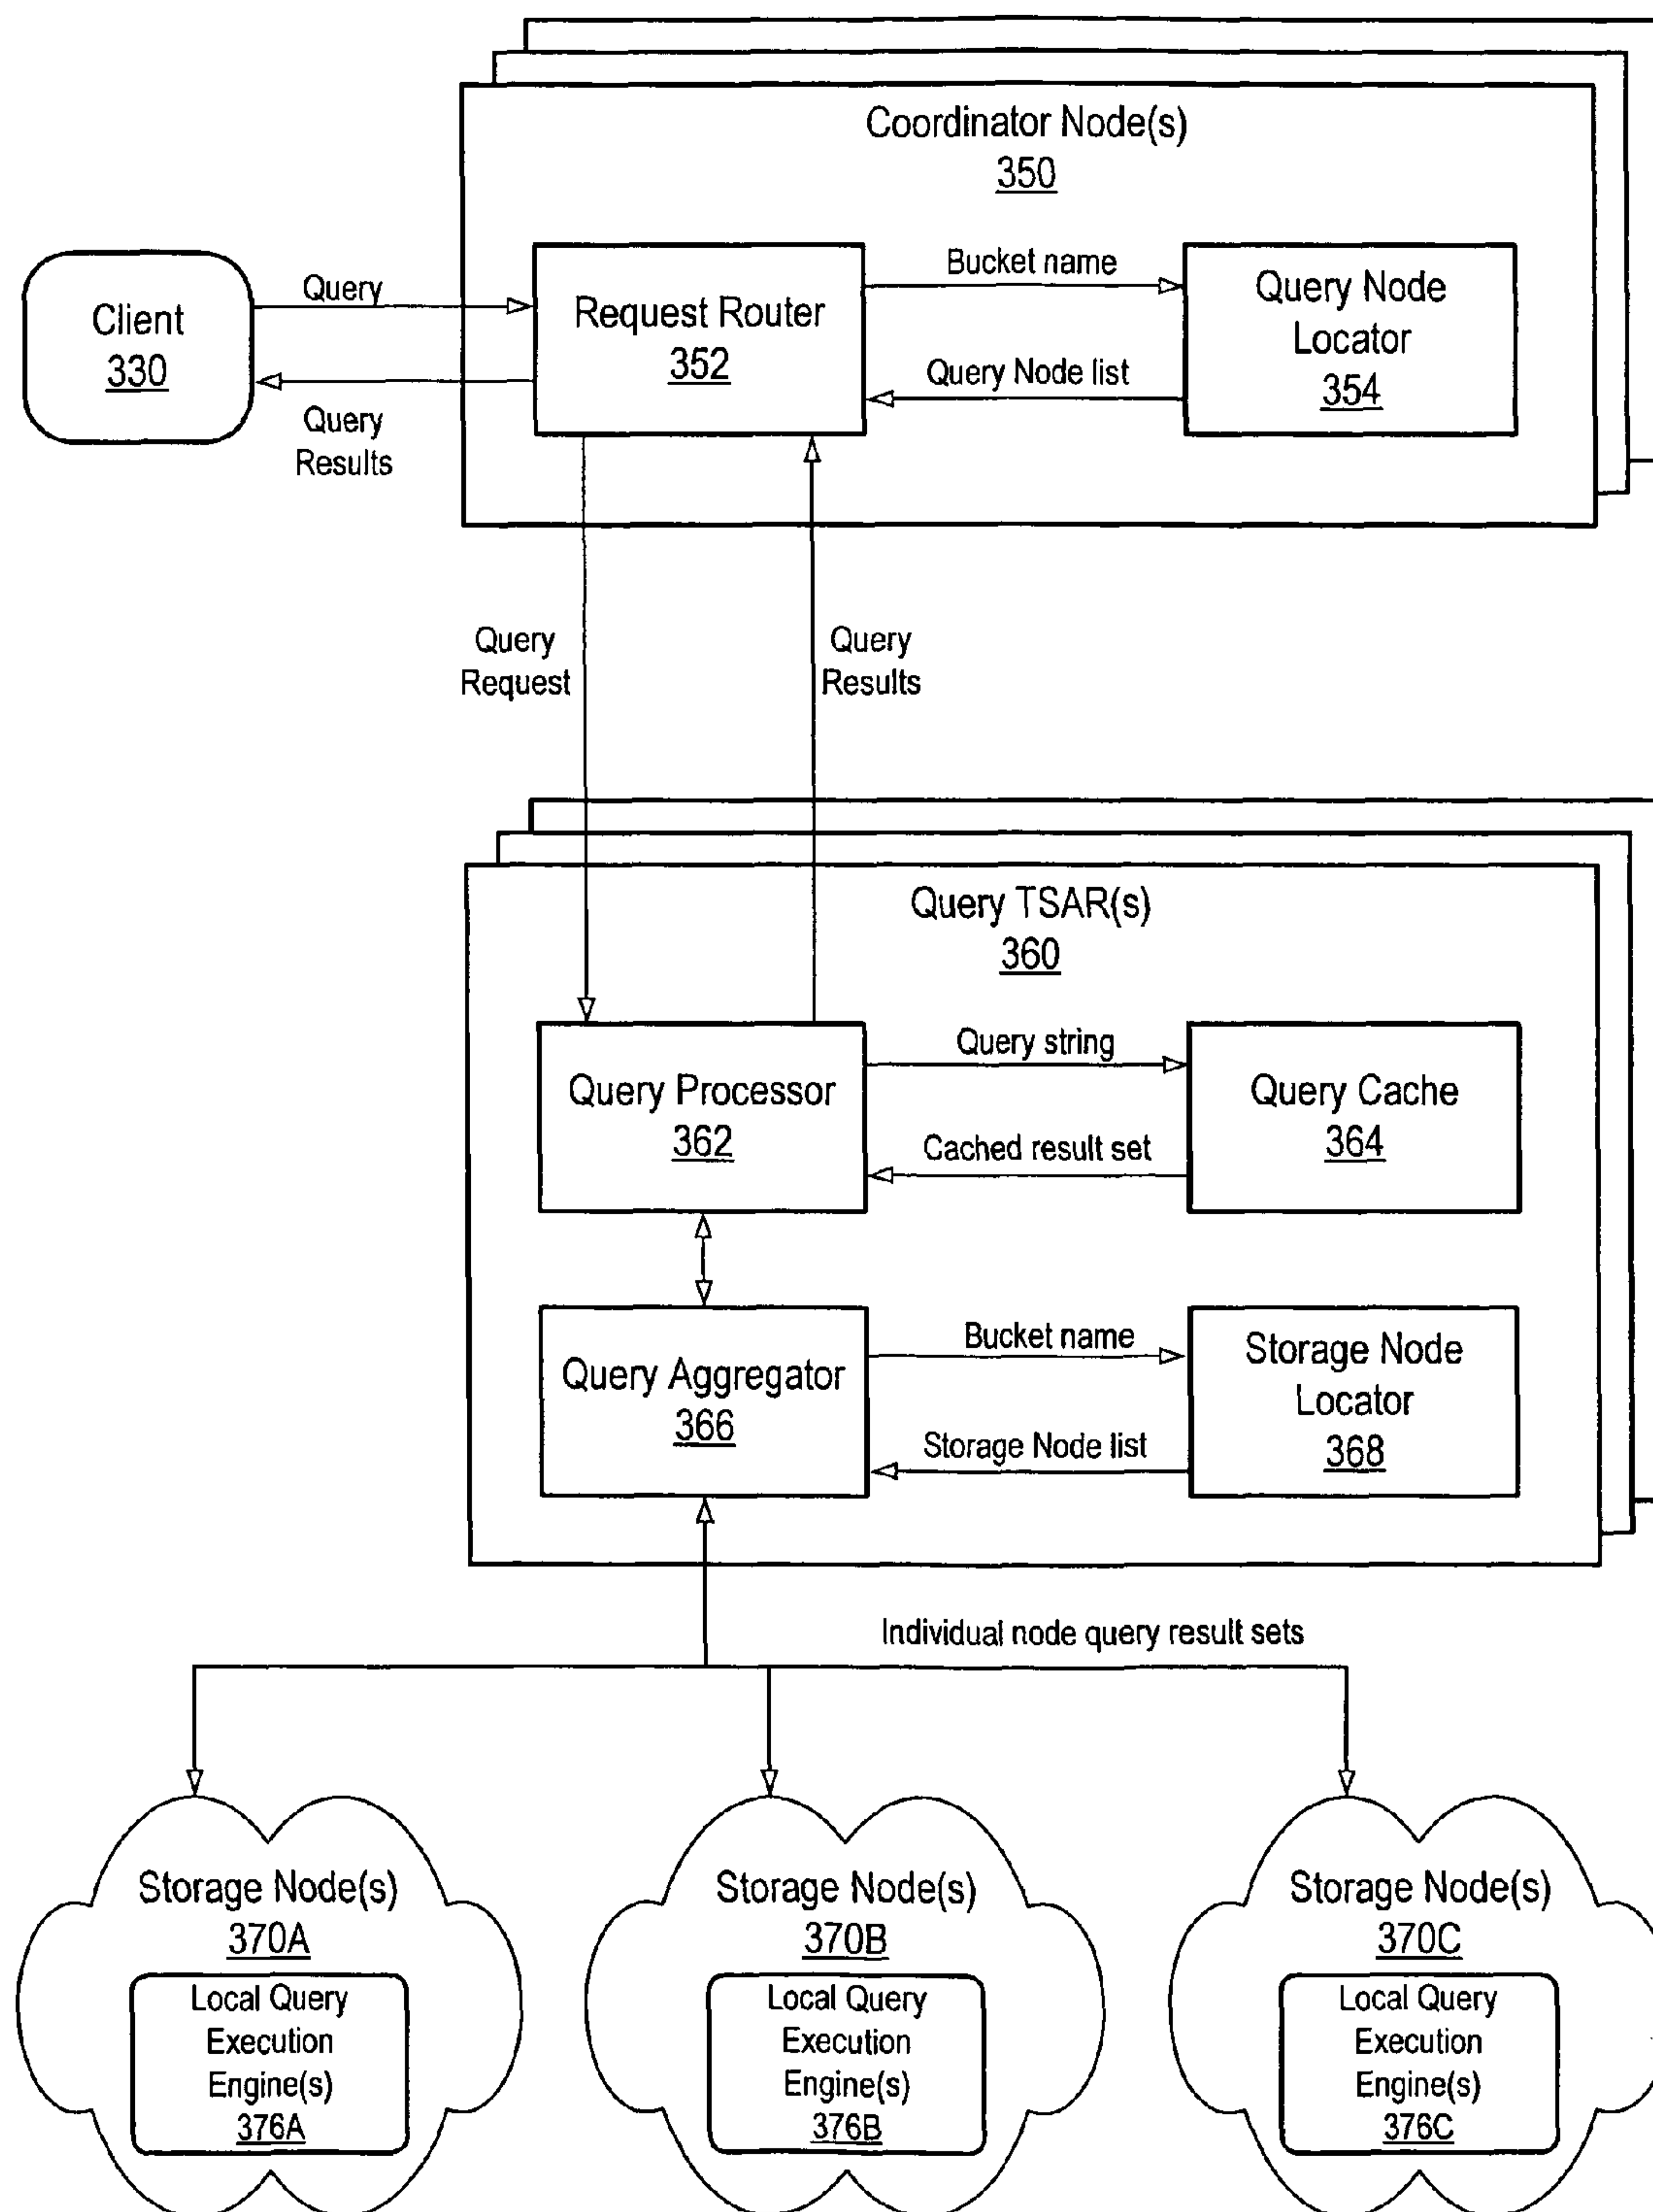 Coordinator Node(s)
350
Client
330
Query
Query
Results
Request Router
352
Bucket name
Query Node list
Query Node
Locator
354
Query
Request
Query
Results
Query TSAR(s)
360
Query Processor
362
Query string
Cached result set
Query Cache
364
Query Aggregator
366
Bucket name
Storage Node list
Storage Node
Locator
368
Individual node query result sets
Storage Node(s)
370A
Local Query
Execution
Engine(s)
376A
Storage Node(s)
370B
Local Query
Execution
Engine(s)
376B
Storage Node(s)
370C
Local Query
Execution
Engine(s)
376C